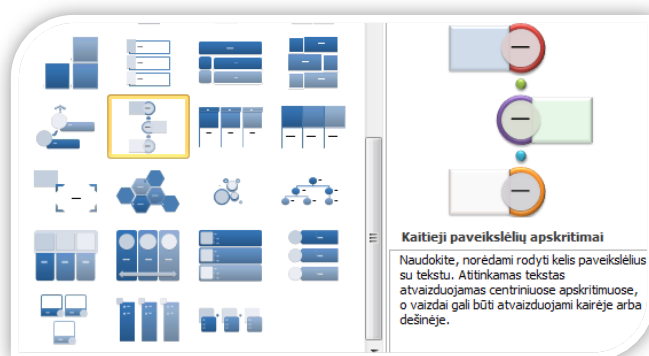 Kaitieji paveikslėlių apskritimai
Naudokite, norėdami rodyti kelis paveikslėlius
su tekstu. Atitinkamas tekstas
atvaizduojamas centriniuose apskritimuose,
o vaizdai gali būti atvaizduojami kairėje arba
dešinėje.